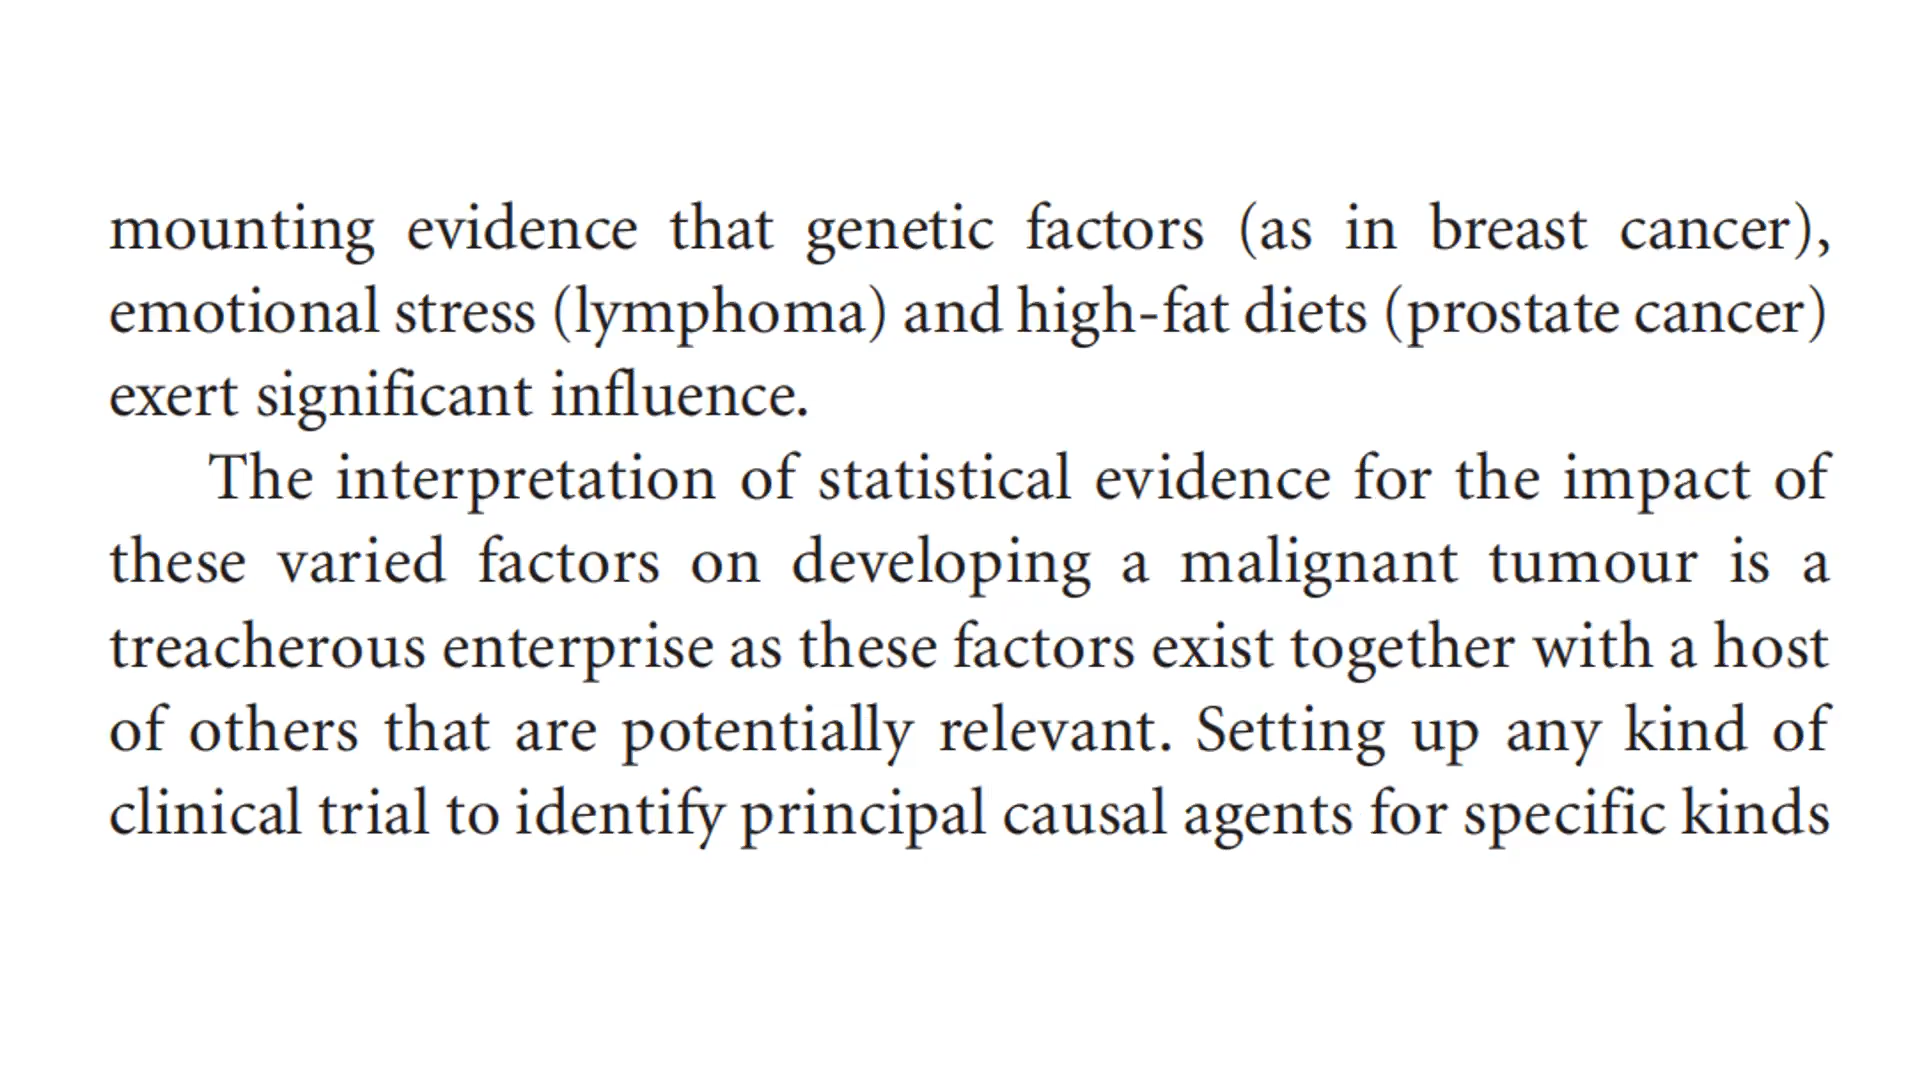 mounting evidence that genetic factors (as in breast cancer),
emotional stress (lymphoma) and high-fat diets (prostate cancer)
exert significant influence.
The interpretation of statistical evidence for the impact of
these varied factors on developing a malignant tumour is a
treacherous enterprise as these factors exist together with a host
of others that are potentially relevant. Setting up any kind of
clinical trial to identify principal causal agents for specific kinds